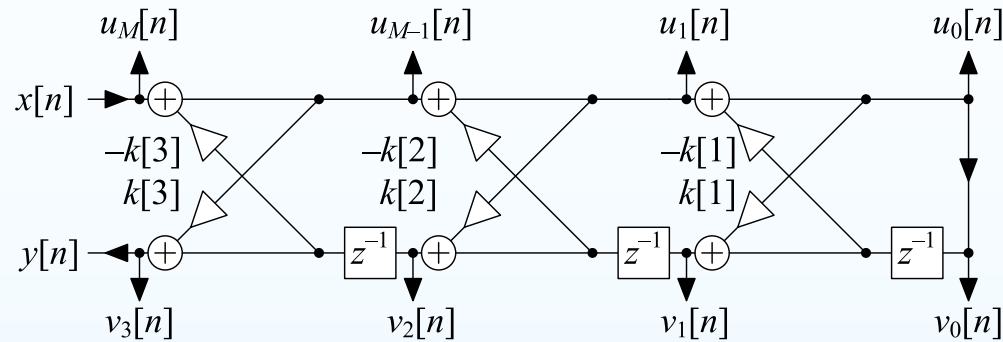 u_M[n] u_{M–1}[n] u_1[n] u_0[n]
x[n] + + +
–k[3] –k[2] –k[1]
k[3] k[2] k[1]
y[n] + z^{–1} + z^{–1} + z^{–1}
v_3[n] v_2[n] v_1[n] v_0[n]